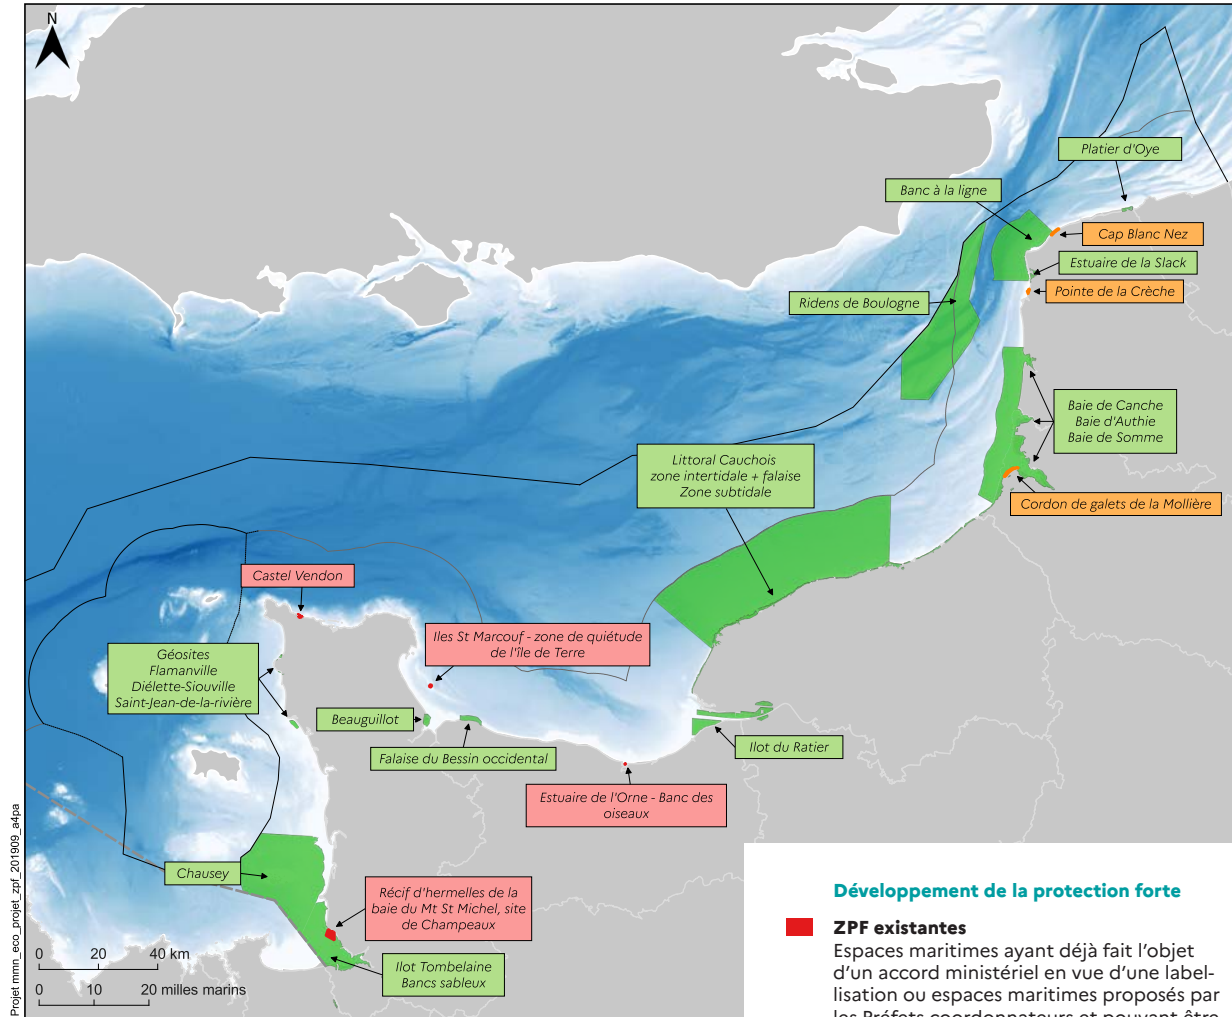 N
Platier d'Oye
Banc à la ligne
Cap Blanc Nez
Estuaire de la Slack
Pointe de la Crèche
Ridens de Boulogne
Baie de Canche
Baie d'Authie
Baie de Somme
Littoral Cauchois
zone intertidale + falaise
Zone subtidale
Cordon de galets de la Mollière
Castel Vendon
Iles St Marcouf - zone de quiétude
de l'île de Terre
Géosites
Flamanville
Diélette-Siouville
Saint-Jean-de-la-rivière
Beauguillot
Falaise du Bessin occidental
Ilot du Ratier
Estuaire de l'Orne - Banc des
oiseaux
Chausey
Récif d'hermelles de la
baie du Mt St Michel, site
de Champeaux
Ilot Tombelaine
Bancs sableux
0 20 40 km
0 10 20 milles marins
Projet mmn_eco_projet_zpf_201909_a4pa
Développement de la protection forte
ZPF existantes
Espaces maritimes ayant déjà fait l'objet
d'un accord ministériel en vue d'une label-
lisation ou espaces maritimes proposés par
les Préfets coordonnateurs et pouvant être